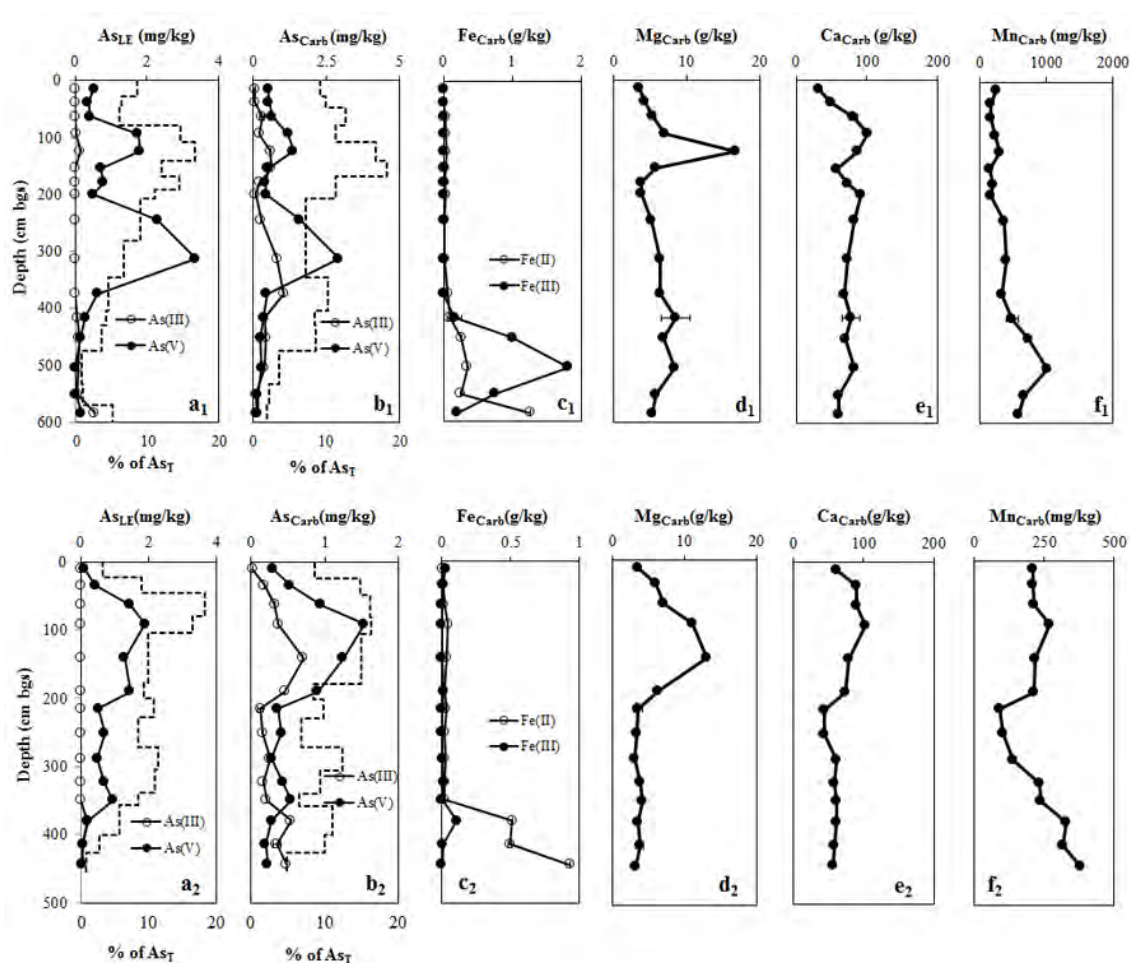 As_LE (mg/kg) As_Carb (mg/kg) Fe_Carb (g/kg) Mg_Carb (g/kg) Ca_Carb (g/kg) Mn_Carb (mg/kg)
0 2 4 0 5 0 1 2 0 10 20 0 100 200 0 1000 2000
Depth (cm bgs)
0
100
200
300
400
500
600
As(III)
As(V)
a₁
As(III)
As(V)
b₁
Fe(II)
Fe(III)
c₁
d₁
e₁
f₁
0 10 20 0 10 20
% of As_T % of As_T
As_LE(mg/kg) As_Carb(mg/kg) Fe_Carb(g/kg) Mg_Carb(g/kg) Ca_Carb(g/kg) Mn_Carb(mg/kg)
0 2 4 0 2 0 0.5 1 0 10 20 0 100 200 0 250 500
Depth (cm bgs)
0
100
200
300
400
500
As(III)
As(V)
a₂
As(III)
As(V)
b₂
Fe(II)
Fe(III)
c₂
d₂
e₂
f₂
0 10 20 0 10 20
% of As_T % of As_T